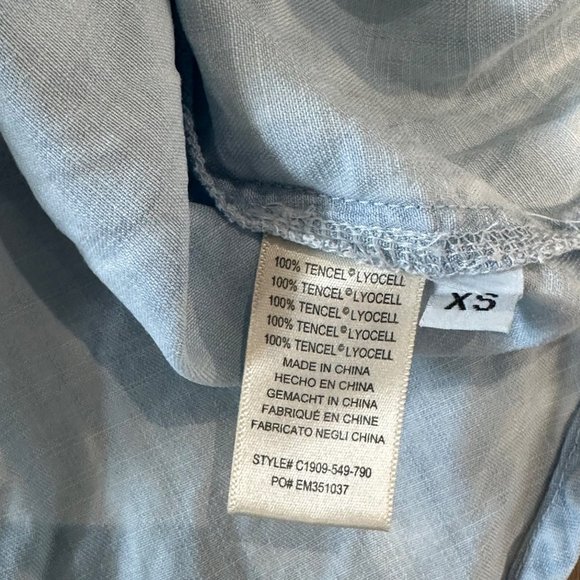 100% TENCEL©LYOCELL
100% TENCEL©LYOCELL
100% TENCEL©LYOCELL
100% TENCEL©LYOCELL
100% TENCEL©LYOCELL
MADE IN CHINA
HECHO EN CHINA
GEMACHT IN CHINA
FABRIQUÉ EN CHINE
FABRICATO NEGLI CHINA
STYLE# C1909-549-790
PO# EM351037
XS